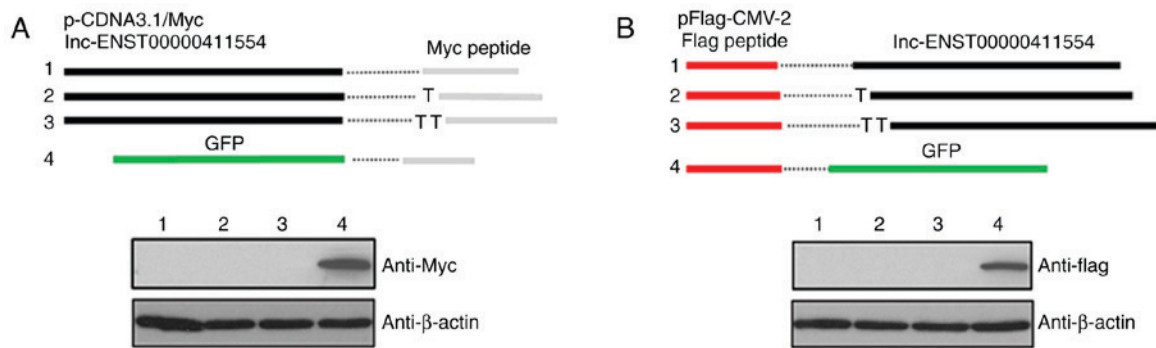 A
p-CDNA3.1/Myc
lnc-ENST00000411554
Myc peptide
1
2 T
3 TT
GFP
4
1 2 3 4
Anti-Myc
Anti-β-actin
B
pFlag-CMV-2
Flag peptide lnc-ENST00000411554
1
2 T
3 TT
GFP
4
1 2 3 4
Anti-flag
Anti-β-actin